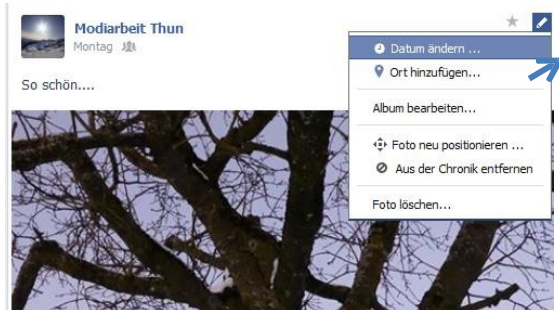 Modiarbeit Thun
Montag
So schön....
Datum ändern ...
Ort hinzufügen...
Album bearbeiten...
Foto neu positionieren ...
Aus der Chronik entfernen
Foto löschen...